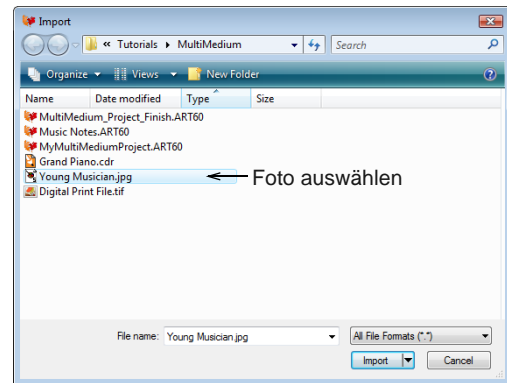 Import
« Tutorials ▸ MultiMedium
Search
Organize Views New Folder
Name Date modified Type Size
MultiMedium_Project_Finish.ART60
Music Notes.ART60
MyMultiMediumProject.ART60
Grand Piano.cdr
Young Musician.jpg
Foto auswählen
Digital Print File.tif
File name: Young Musician.jpg
All File Formats (*.*)
Import Cancel